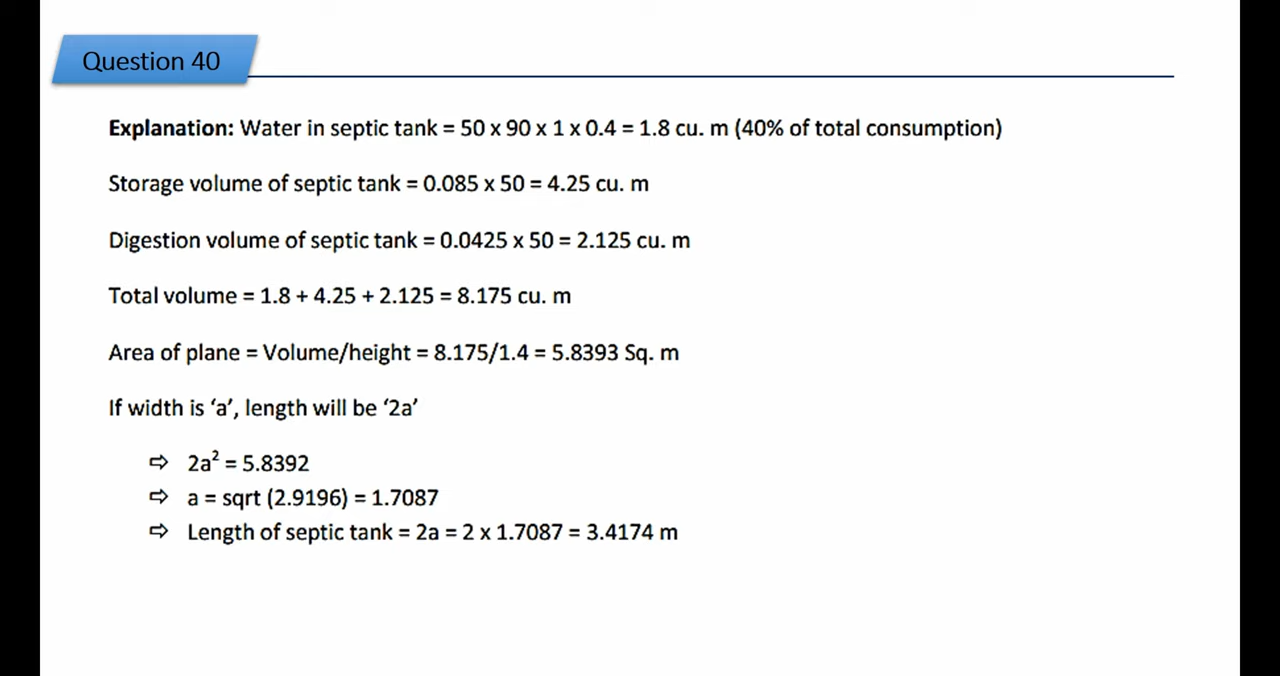 Question 40
Explanation: Water in septic tank = 50 x 90 x 1 x 0.4 = 1.8 cu. m (40% of total consumption)
Storage volume of septic tank = 0.085 x 50 = 4.25 cu. m
Digestion volume of septic tank = 0.0425 x 50 = 2.125 cu. m
Total volume = 1.8 + 4.25 + 2.125 = 8.175 cu. m
Area of plane = Volume/height = 8.175/1.4 = 5.8393 Sq. m
If width is ‘a’, length will be ‘2a’
⇨ 2a² = 5.8392
⇨ a = sqrt (2.9196) = 1.7087
⇨ Length of septic tank = 2a = 2 x 1.7087 = 3.4174 m